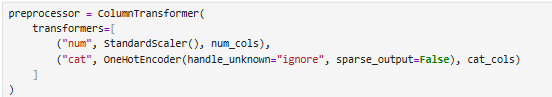 preprocessor = ColumnTransformer(
    transformers=[
        ("num", StandardScaler(), num_cols),
        ("cat", OneHotEncoder(handle_unknown="ignore", sparse_output=False), cat_cols)
    ]
)